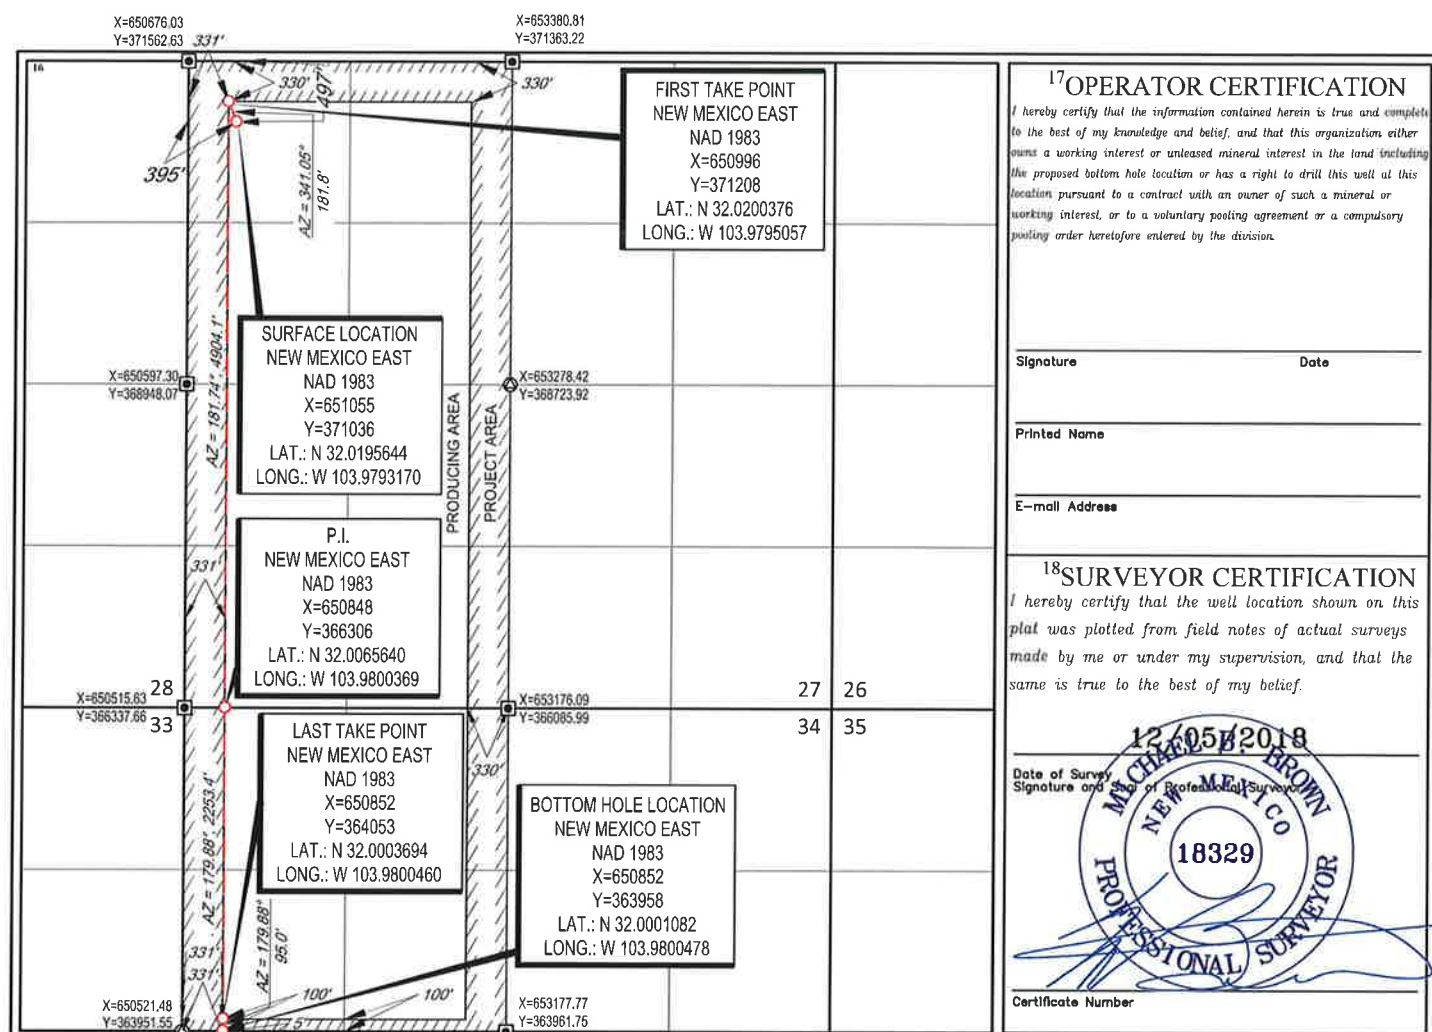 X=650676.03
Y=371562.63
X=653380.81
Y=371363.22
331'
16
330'
497'
330'
395'
AZ = 341.05°
181.8'
FIRST TAKE POINT
NEW MEXICO EAST
NAD 1983
X=650996
Y=371208
LAT.: N 32.0200376
LONG.: W 103.9795057
AZ = 181.74°, 4904.1'
SURFACE LOCATION
NEW MEXICO EAST
NAD 1983
X=651055
Y=371036
LAT.: N 32.0195644
LONG.: W 103.9793170
X=650597.30
Y=368948.07
X=653278.42
Y=368723.92
PRODUCING AREA
PROJECT AREA
P.I.
NEW MEXICO EAST
NAD 1983
X=650848
Y=366306
LAT.: N 32.0065640
LONG.: W 103.9800369
331'
X=650515.63
Y=366337.66
28
33
X=653176.09
Y=366085.99
27 26
34 35
LAST TAKE POINT
NEW MEXICO EAST
NAD 1983
X=650852
Y=364053
LAT.: N 32.0003694
LONG.: W 103.9800460
330'
AZ = 179.88°, 2253.4'
BOTTOM HOLE LOCATION
NEW MEXICO EAST
NAD 1983
X=650852
Y=363958
LAT.: N 32.0001082
LONG.: W 103.9800478
AZ = 179.88°
95.0'
331'
331'
100'
100'
5'
X=650521.48
Y=363951.55
X=653177.77
Y=363961.75
17OPERATOR CERTIFICATION
I hereby certify that the information contained herein is true and complete
to the best of my knowledge and belief, and that this organization either
owns a working interest or unleased mineral interest in the land including
the proposed bottom hole location or has a right to drill this well at this
location pursuant to a contract with an owner of such a mineral or
working interest, or to a voluntary pooling agreement or a compulsory
pooling order heretofore entered by the division.
Signature Date
Printed Name
E-mail Address
18SURVEYOR CERTIFICATION
I hereby certify that the well location shown on this
plat was plotted from field notes of actual surveys
made by me or under my supervision, and that the
same is true to the best of my belief.
12/05/2018
Date of Survey
Signature and Seal of Professional Surveyor:
MICHAEL B. BROWN
NEW MEXICO
18329
PROFESSIONAL SURVEYOR
Certificate Number